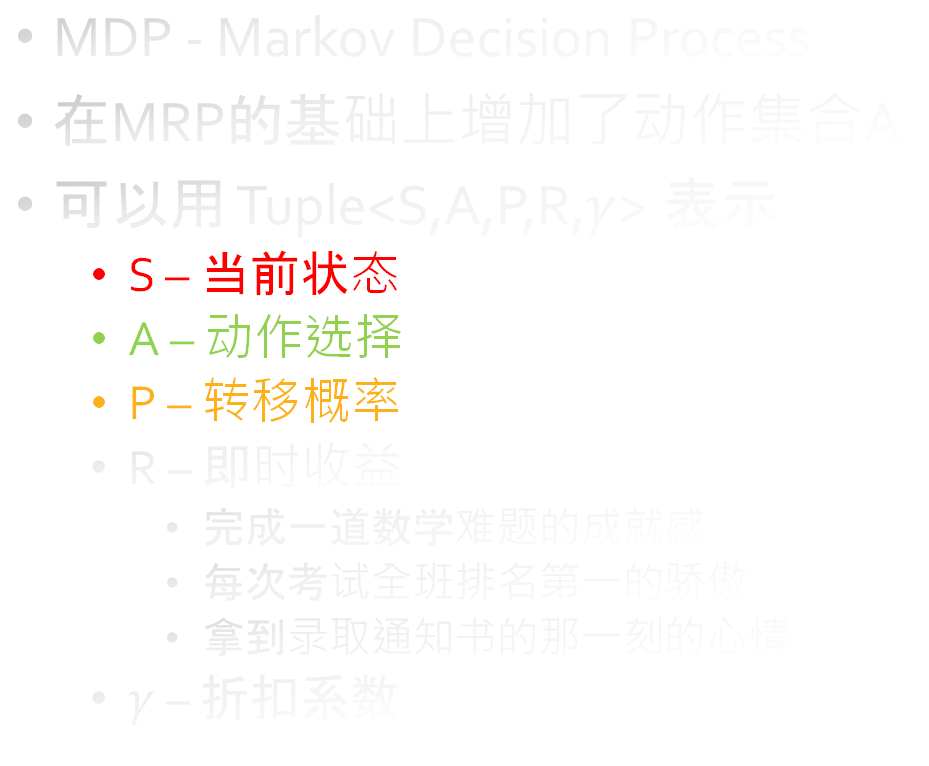 • MDP - Markov Decision Process
• 在MRP的基础上增加了动作集合A
• 可以用 Tuple<S,A,P,R,γ> 表示
• S – 当前状态
• A – 动作选择
• P – 转移概率
• R – 即时收益
• 完成一道数学难题的成就感
• 每次考试全班排名第一的骄傲
• 拿到录取通知书的那一刻的心情
• γ – 折扣系数